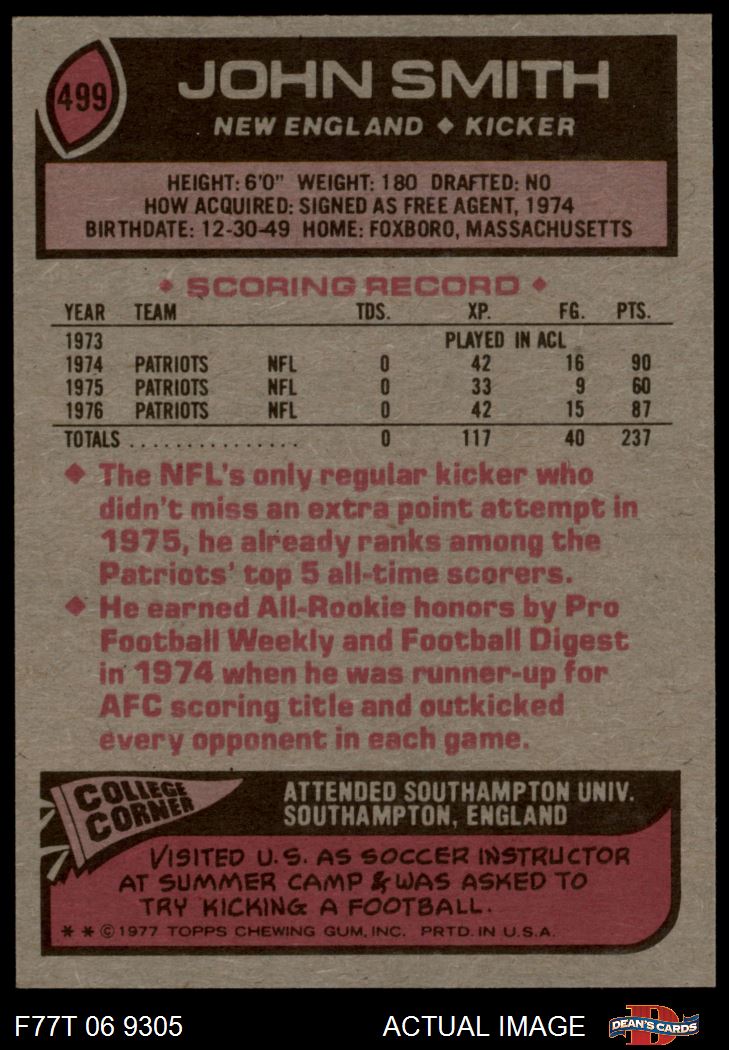 499
JOHN SMITH
NEW ENGLAND ◆ KICKER
HEIGHT: 6'0" WEIGHT: 180 DRAFTED: NO
HOW ACQUIRED: SIGNED AS FREE AGENT, 1974
BIRTHDATE: 12-30-49 HOME: FOXBORO, MASSACHUSETTS
◆ SCORING RECORD ◆
YEAR TEAM TDS. XP. FG. PTS.
1973 PLAYED IN ACL
1974 PATRIOTS NFL 0 42 16 90
1975 PATRIOTS NFL 0 33 9 60
1976 PATRIOTS NFL 0 42 15 87
TOTALS . . . . . . . . . . . . . . . 0 117 40 237
◆ The NFL's only regular kicker who
didn't miss an extra point attempt in
1975, he already ranks among the
Patriots' top 5 all-time scorers.
◆ He earned All-Rookie honors by Pro
Football Weekly and Football Digest
in 1974 when he was runner-up for
AFC scoring title and outkicked
every opponent in each game.
COLLEGE
CORNER
ATTENDED SOUTHAMPTON UNIV.
SOUTHAMPTON, ENGLAND
VISITED U.S. AS SOCCER INSTRUCTOR
AT SUMMER CAMP & WAS ASKED TO
TRY KICKING A FOOTBALL.
* * © 1977 TOPPS CHEWING GUM, INC. PRTD. IN U.S.A.
F77T 06 9305 ACTUAL IMAGE
D
DEAN'S CARDS